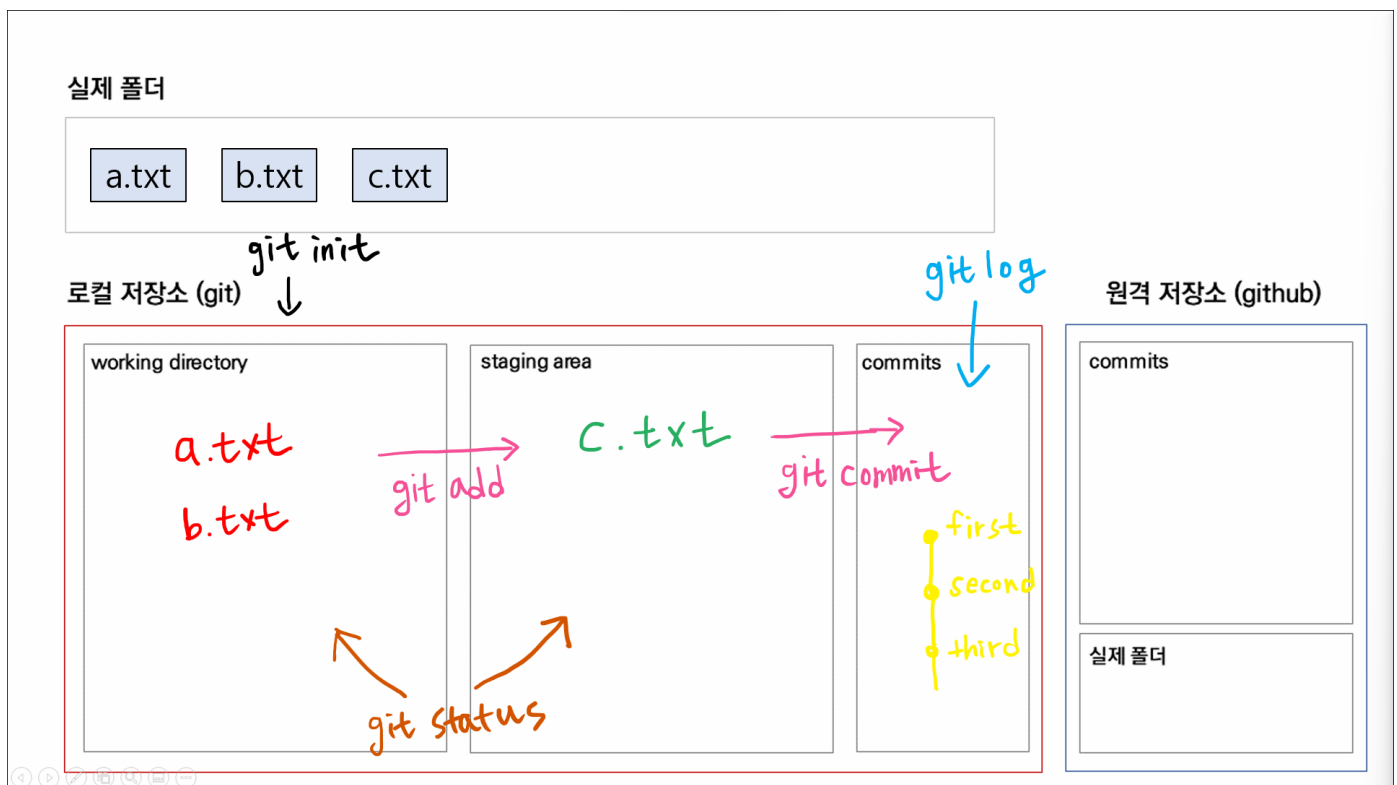 실제 폴더
a.txt b.txt c.txt
git init
git log
로컬 저장소 (git)
원격 저장소 (github)
working directory
staging area
commits
commits
a.txt
c.txt
git add
git commit
b.txt
first
second
third
실제 폴더
git status